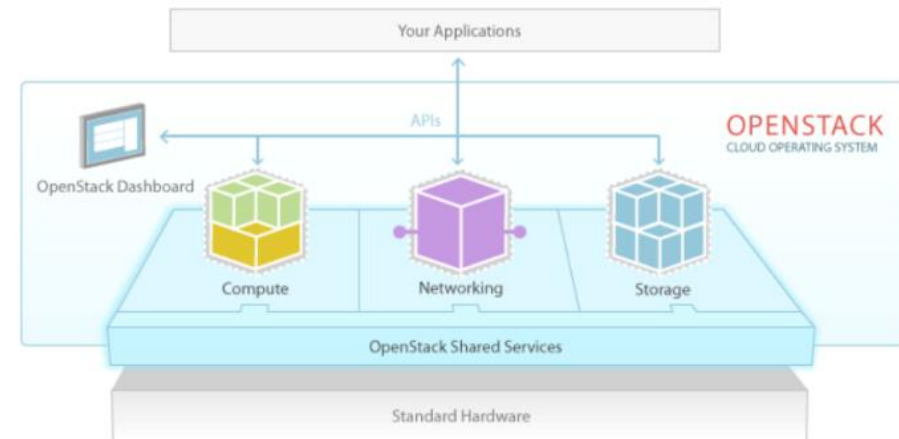 Your Applications
APIs
OPENSTACK
CLOUD OPERATING SYSTEM
OpenStack Dashboard
Compute
Networking
Storage
OpenStack Shared Services
Standard Hardware